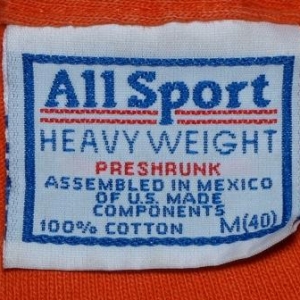 All Sport
HEAVY WEIGHT
PRESHRUNK
ASSEMBLED IN MEXICO
OF U.S. MADE
COMPONENTS
100% COTTON M(40)